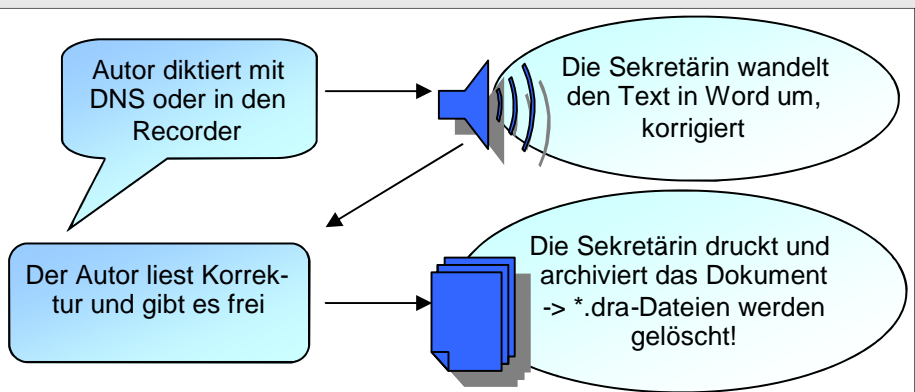 Autor diktiert mit
DNS oder in den
Recorder
Die Sekretärin wandelt
den Text in Word um,
korrigiert
Der Autor liest Korrek-
tur und gibt es frei
Die Sekretärin druckt und
archiviert das Dokument
-> *.dra-Dateien werden
gelöscht!